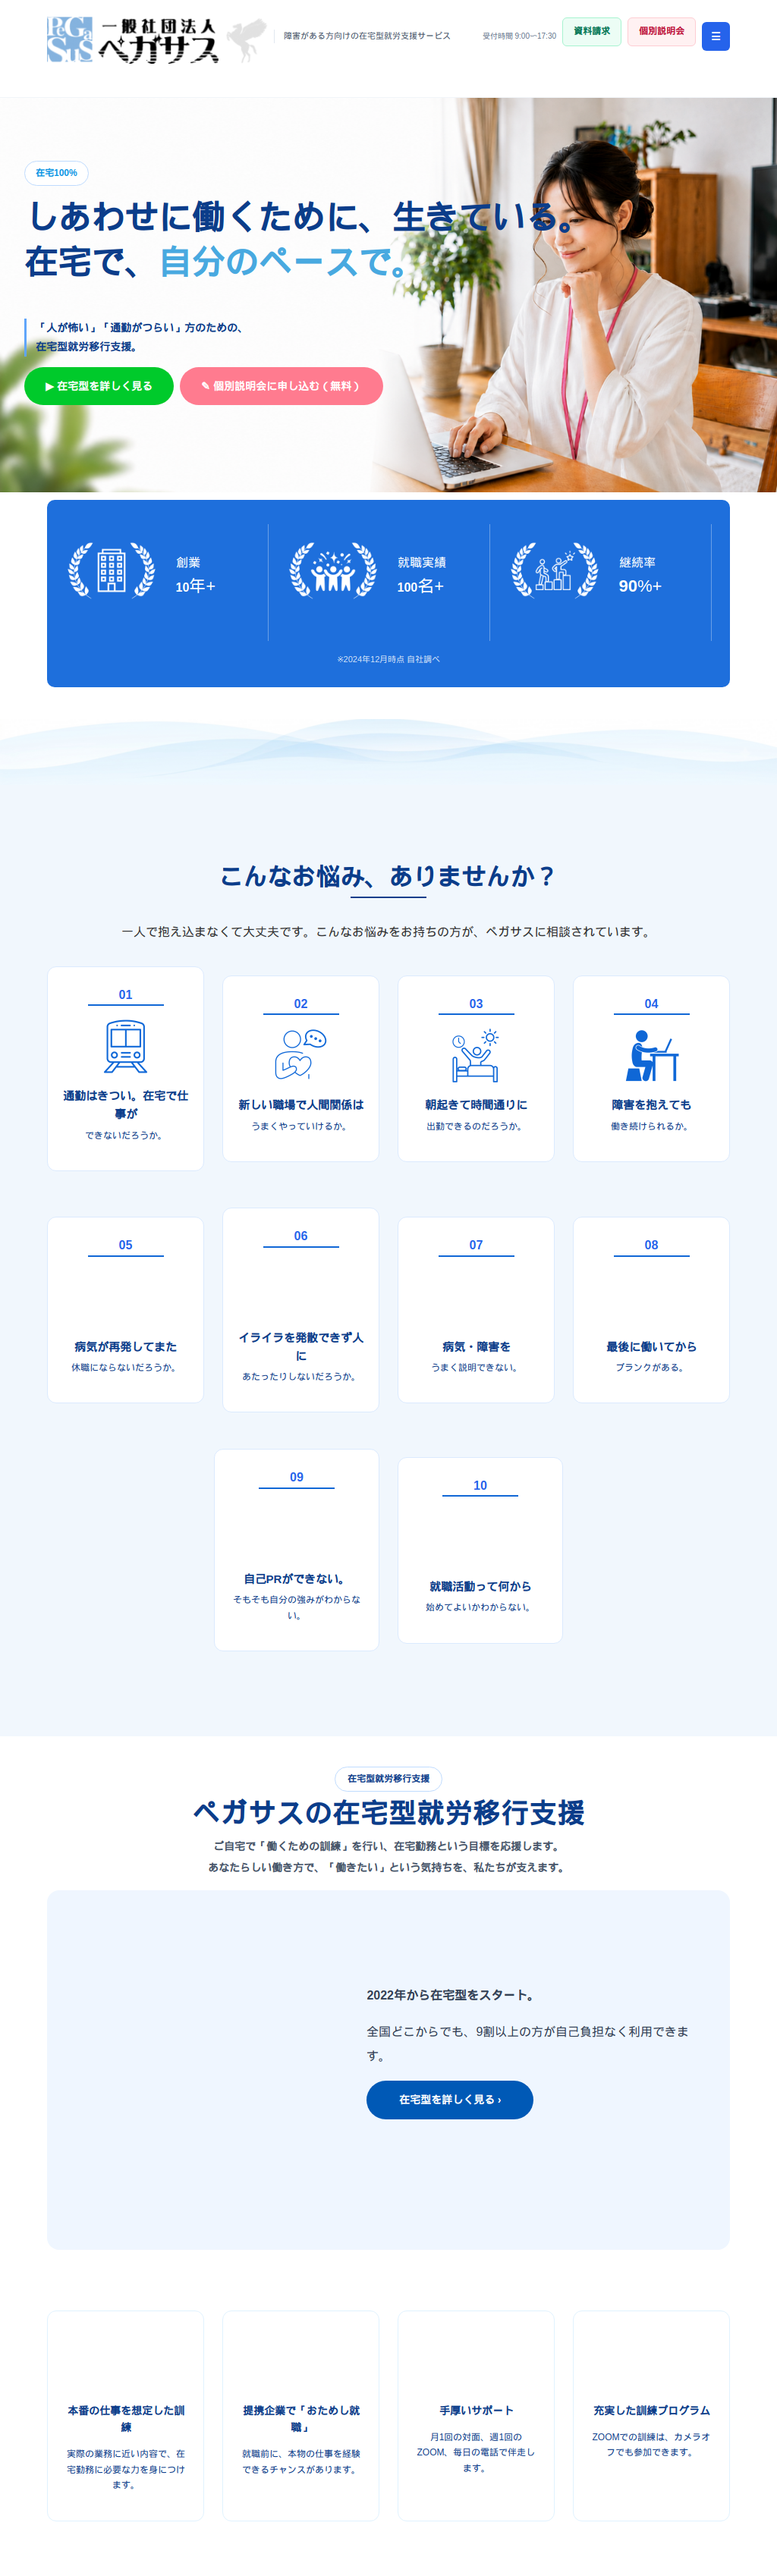 PeGaSuS
一般社団法人
ペガサス
障害がある方向けの在宅型就労支援サービス
受付時間 9:00―17:30
資料請求
個別説明会
在宅100%
しあわせに働くために、生きている。
在宅で、自分のペースで。
「人が怖い」「通勤がつらい」方のための、
在宅型就労移行支援。
▶ 在宅型を詳しく見る
✎ 個別説明会に申し込む（無料）
創業
10年+
就職実績
100名+
継続率
90%+
※2024年12月時点 自社調べ
こんなお悩み、ありませんか？
一人で抱え込まなくて大丈夫です。こんなお悩みをお持ちの方が、ペガサスに相談されています。
01
通勤はきつい。在宅で仕
事が
できないだろうか。
02
新しい職場で人間関係は
うまくやっていけるか。
03
朝起きて時間通りに
出勤できるのだろうか。
04
障害を抱えても
働き続けられるか。
05
病気が再発してまた
休職にならないだろうか。
06
イライラを発散できず人
に
あたったりしないだろうか。
07
病気・障害を
うまく説明できない。
08
最後に働いてから
ブランクがある。
09
自己PRができない。
そもそも自分の強みがわからな
い。
10
就職活動って何から
始めてよいかわからない。
在宅型就労移行支援
ペガサスの在宅型就労移行支援
ご自宅で「働くための訓練」を行い、在宅勤務という目標を応援します。
あなたらしい働き方で、「働きたい」という気持ちを、私たちが支えます。
2022年から在宅型をスタート。
全国どこからでも、9割以上の方が自己負担なく利用できま
す。
在宅型を詳しく見る ›
本番の仕事を想定した訓
練
実際の業務に近い内容で、在
宅勤務に必要な力を身につけ
ます。
提携企業で「おためし就
職」
就職前に、本物の仕事を経験
できるチャンスがあります。
手厚いサポート
月1回の対面、週1回の
ZOOM、毎日の電話で伴走し
ます。
充実した訓練プログラム
ZOOMでの訓練は、カメラオ
フでも参加できます。